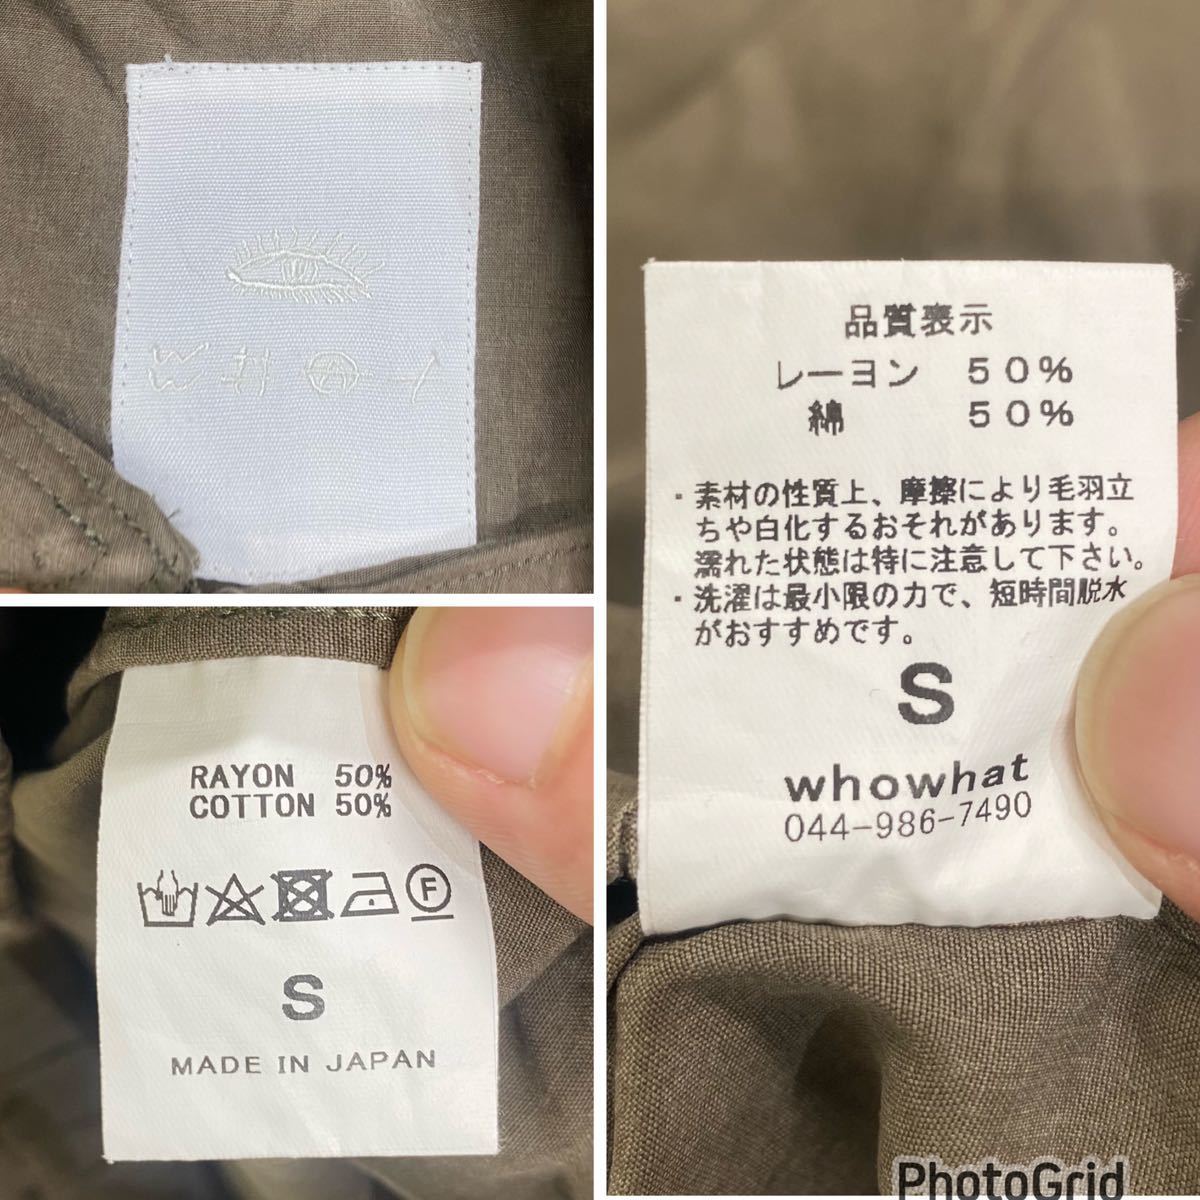 RAYON 50%
COTTON 50%
F
S
MADE IN JAPAN
品質表示
レーヨン 50%
綿 50%
・素材の性質上、摩擦により毛羽立
ちや白化するおそれがあります。
濡れた状態は特に注意して下さい。
・洗濯は最小限の力で、短時間脱水
がおすすめです。
S
whowhat
044-986-7490
PhotoGrid